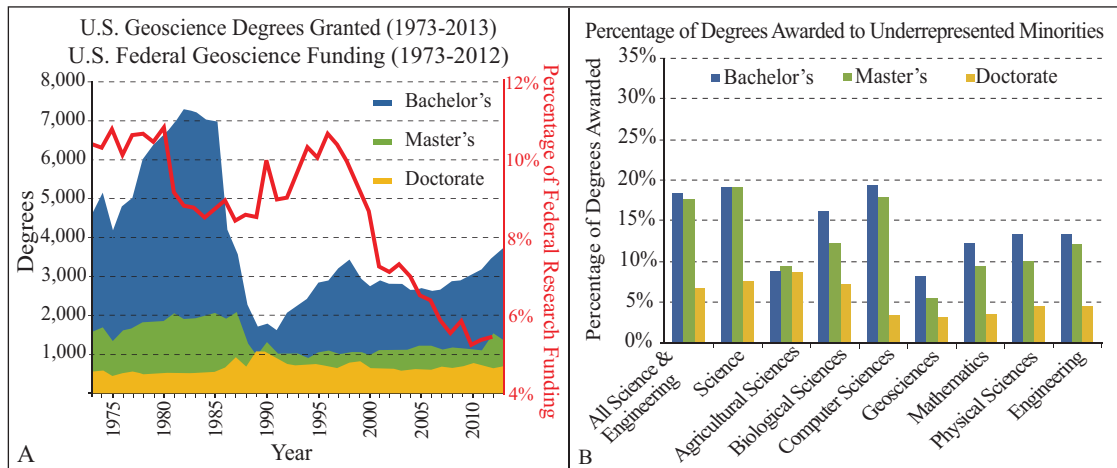 U.S. Geoscience Degrees Granted (1973-2013)
U.S. Federal Geoscience Funding (1973-2012)
8,000
7,000
6,000
5,000
4,000
3,000
2,000
1,000
Degrees
Bachelor's
Master's
Doctorate
12%
10%
8%
6%
4%
Percentage of Federal Research Funding
1975
1980
1985
1990
1995
2000
2005
2010
Year
A
Percentage of Degrees Awarded to Underrepresented Minorities
35%
30%
25%
20%
15%
10%
5%
0%
Percentage of Degrees Awarded
Bachelor's
Master's
Doctorate
All Science &
Engineering
Science
Agricultural Sciences
Biological Sciences
Computer Sciences
Geosciences
Mathematics
Physical Sciences
Engineering
B